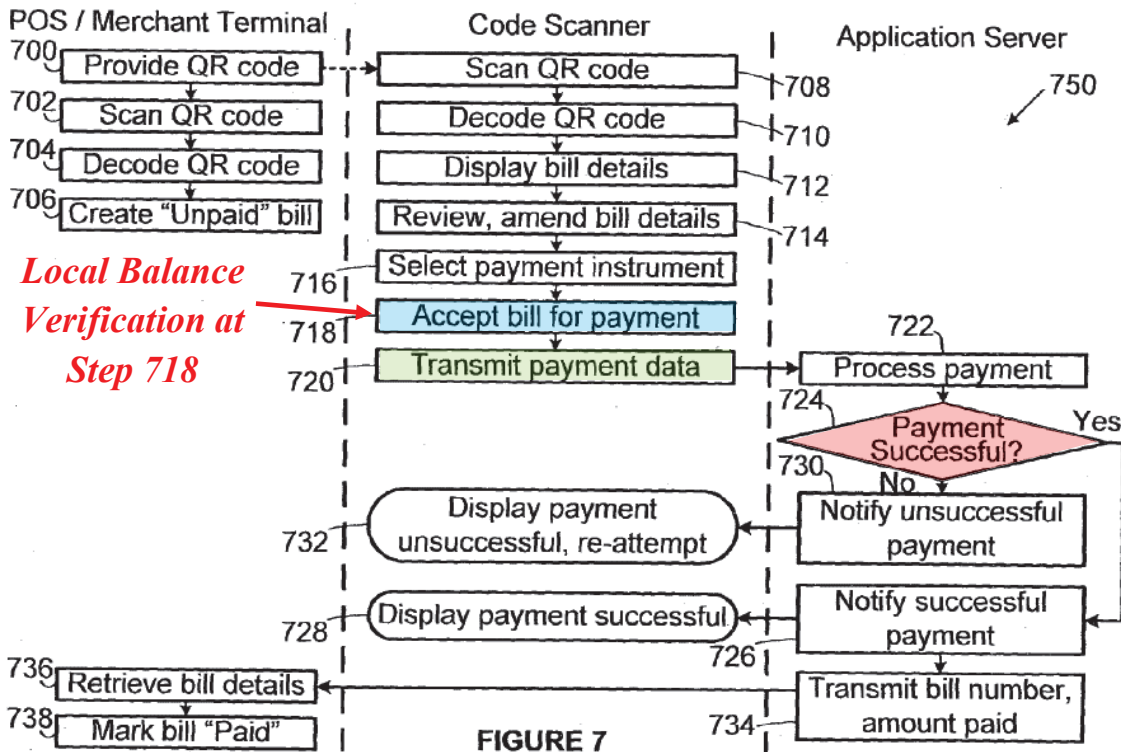 POS / Merchant Terminal
Code Scanner
Application Server
700
Provide QR code
Scan QR code
708
750
702
Scan QR code
Decode QR code
710
704
Decode QR code
Display bill details
712
706
Create “Unpaid” bill
Review, amend bill details
714
Local Balance
Verification at
Step 718
716
Select payment instrument
718
Accept bill for payment
720
Transmit payment data
722
Process payment
724
Payment
Successful?
Yes
No
730
Notify unsuccessful
payment
732
Display payment
unsuccessful, re-attempt
728
Display payment successful
Notify successful
payment
726
736
Retrieve bill details
Transmit bill number,
amount paid
734
738
Mark bill “Paid”
FIGURE 7